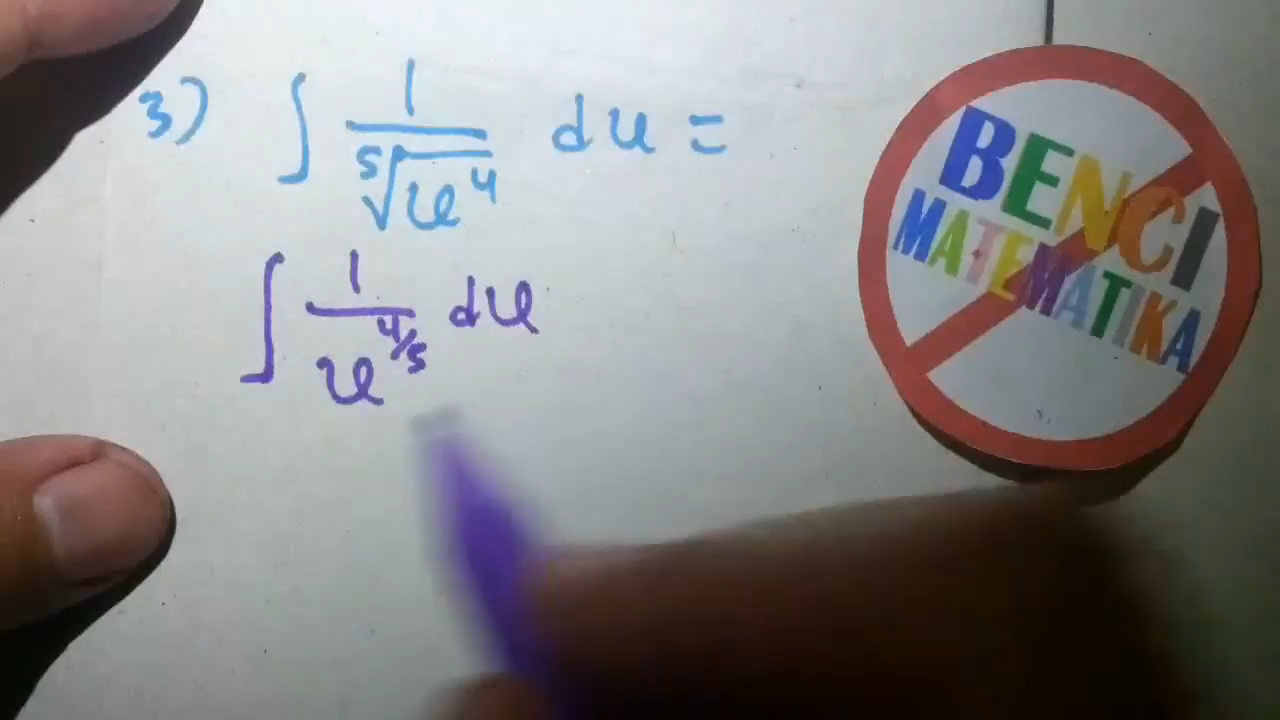 3) ∫ 1/⁵√u⁴ du =
∫ 1/u^4/5 du
BENCI
MATEMATIKA